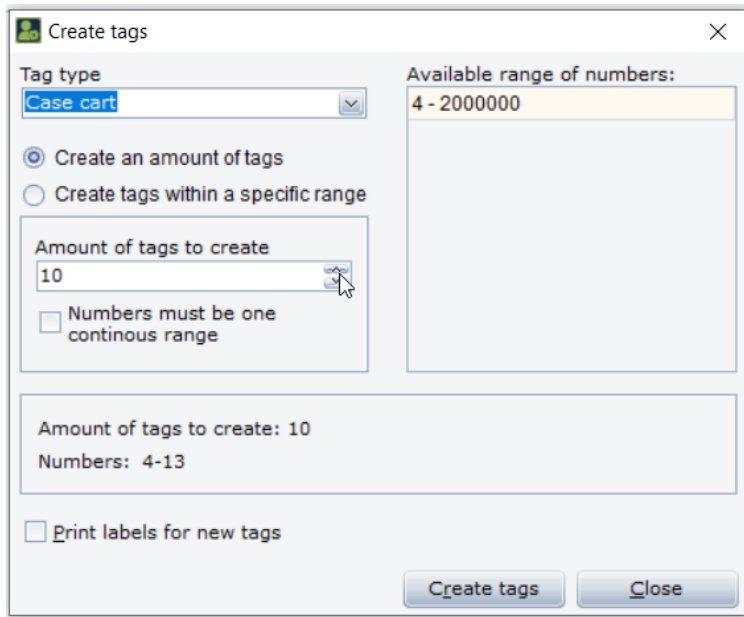 Create tags
Tag type
Case cart
Create an amount of tags
Create tags within a specific range
Amount of tags to create
10
Numbers must be one
continous range
Available range of numbers:
4 - 2000000
Amount of tags to create: 10
Numbers: 4-13
Print labels for new tags
Create tags
Close